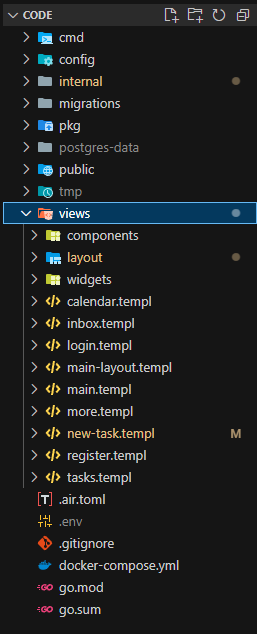 CODE
cmd
config
internal
migrations
pkg
postgres-data
public
tmp
views
components
layout
widgets
calendar.templ
inbox.templ
login.templ
main-layout.templ
main.templ
more.templ
new-task.templ M
register.templ
tasks.templ
.air.toml
.env
.gitignore
docker-compose.yml
go.mod
go.sum